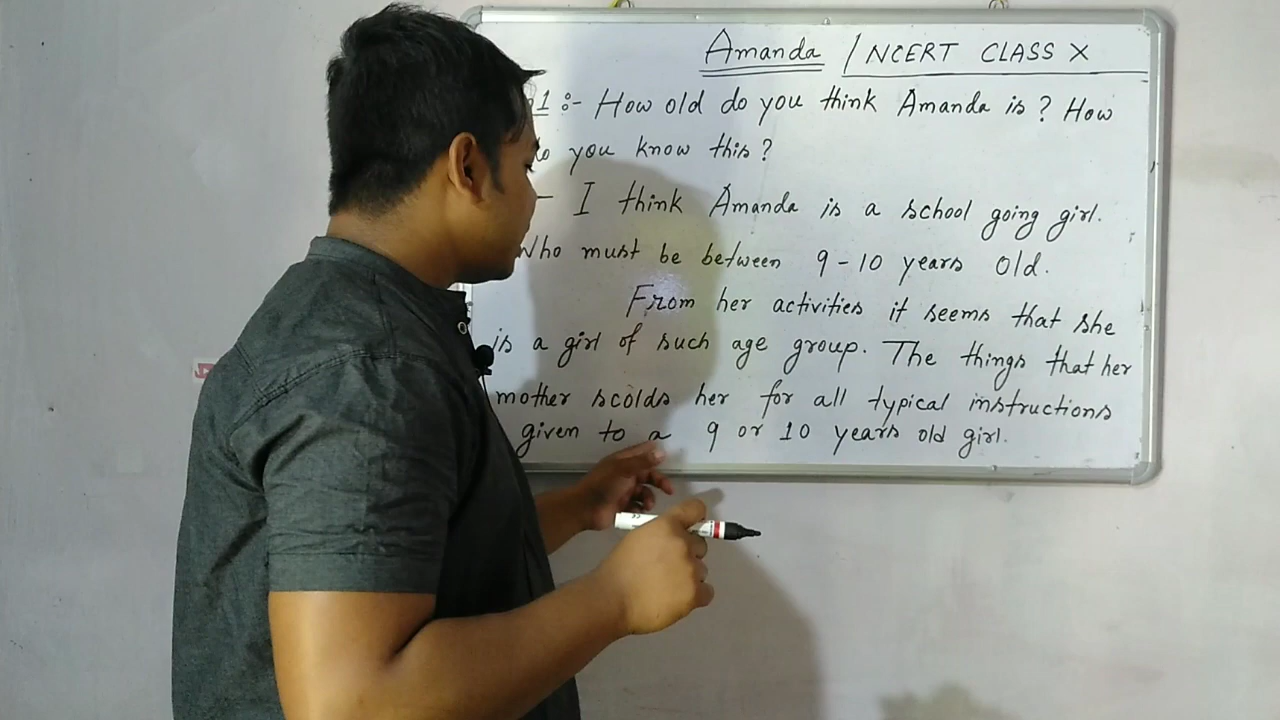 Amanda / NCERT CLASS X
1 :- How old do you think Amanda is ? How
you know this ?
- I think Amanda is a school going girl.
Who must be between 9-10 years old.
From her activities it seems that she
is a girl of such age group. The things that her
mother scolds her for all typical instructions
given to a 9 or 10 years old girl.